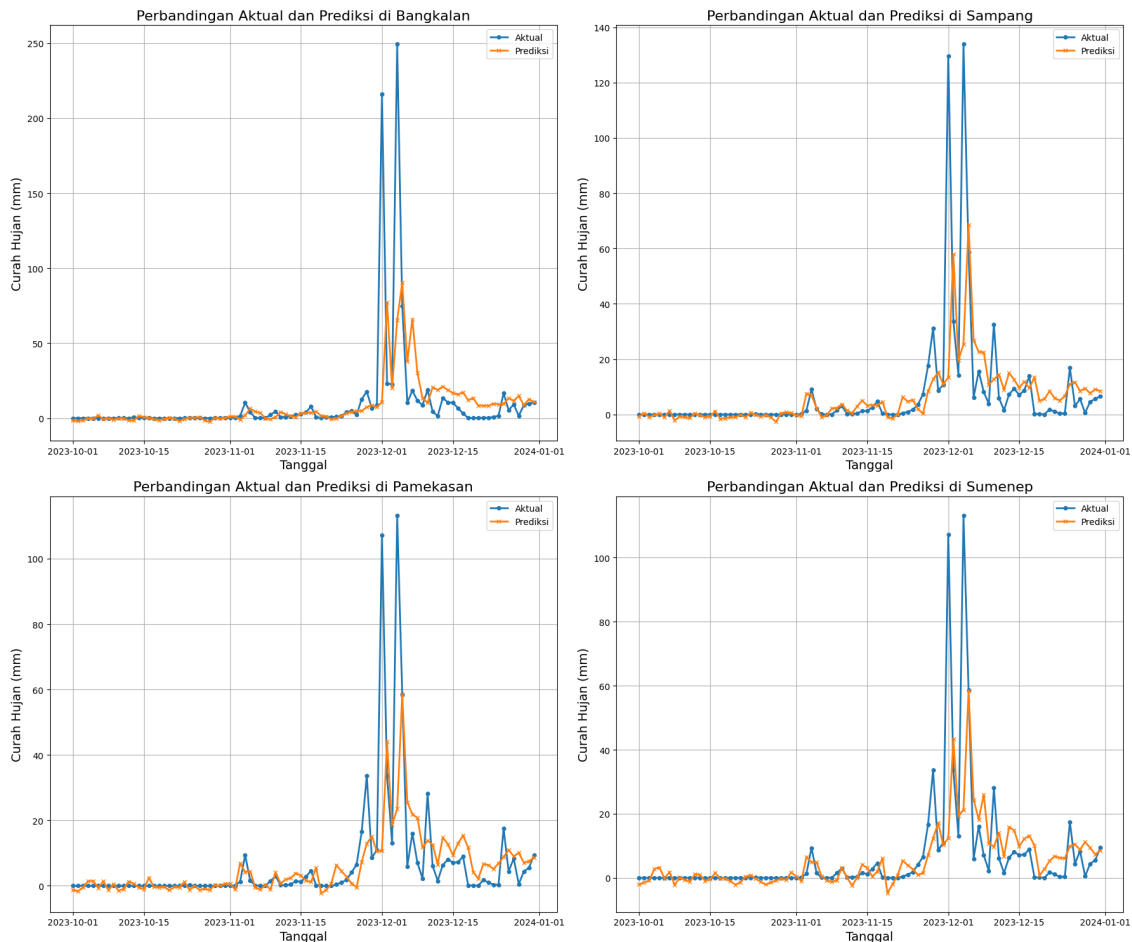 Perbandingan Aktual dan Prediksi di Bangkalan
Aktual
Prediksi
Curah Hujan (mm)
250
200
150
100
50
0
2023-10-01 2023-10-15 2023-11-01 2023-11-15 2023-12-01 2023-12-15 2024-01-01
Tanggal
Perbandingan Aktual dan Prediksi di Sampang
Aktual
Prediksi
Curah Hujan (mm)
140
120
100
80
60
40
20
0
2023-10-01 2023-10-15 2023-11-01 2023-11-15 2023-12-01 2023-12-15 2024-01-01
Tanggal
Perbandingan Aktual dan Prediksi di Pamekasan
Aktual
Prediksi
Curah Hujan (mm)
100
80
60
40
20
0
2023-10-01 2023-10-15 2023-11-01 2023-11-15 2023-12-01 2023-12-15 2024-01-01
Tanggal
Perbandingan Aktual dan Prediksi di Sumenep
Aktual
Prediksi
Curah Hujan (mm)
100
80
60
40
20
0
2023-10-01 2023-10-15 2023-11-01 2023-11-15 2023-12-01 2023-12-15 2024-01-01
Tanggal